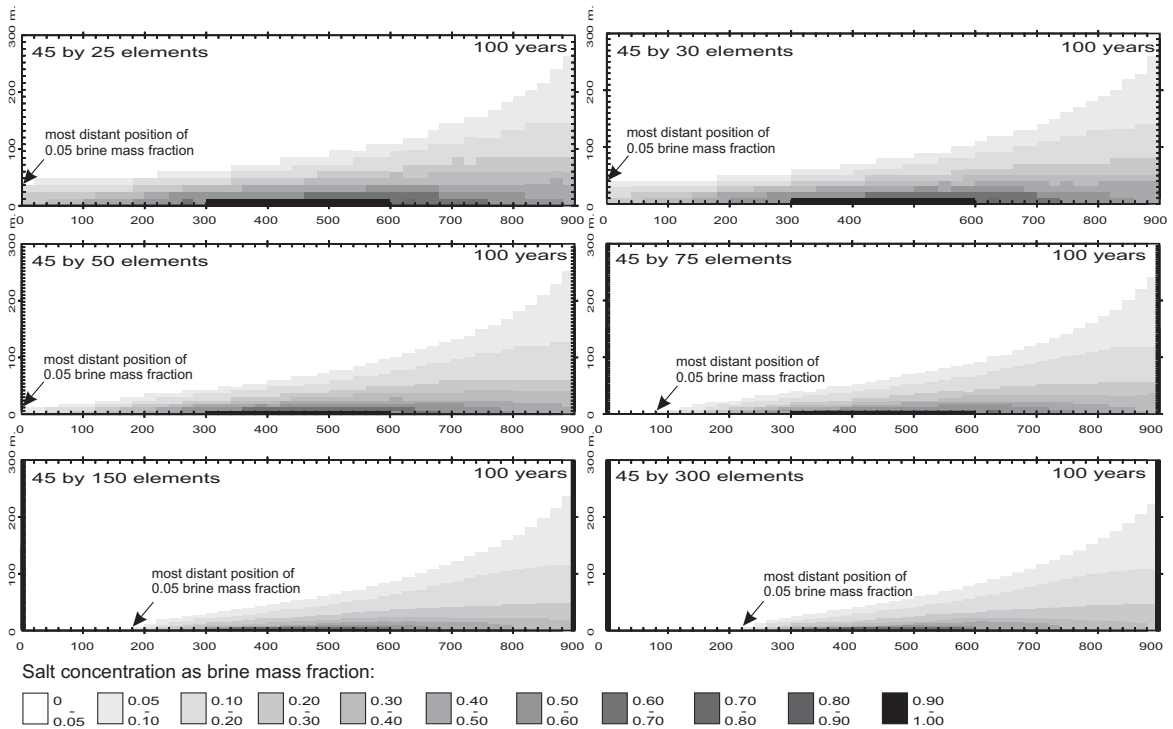 300 m.
45 by 25 elements
100 years
200
100
0
most distant position of
0.05 brine mass fraction
0 100 200 300 400 500 600 700 800 900
300 m.
45 by 30 elements
100 years
200
100
0
most distant position of
0.05 brine mass fraction
0 100 200 300 400 600 700 800 900
300 m.
45 by 50 elements
100 years
200
100
0
most distant position of
0.05 brine mass fraction
0 100 200 300 400 500 600 700 800 900
300 m.
45 by 75 elements
100 years
200
100
0
most distant position of
0.05 brine mass fraction
0 100 200 300 400 500 600 700 800 900
300 m.
45 by 150 elements
100 years
200
100
0
most distant position of
0.05 brine mass fraction
0 100 200 300 400 500 600 700 800 900
300 m.
45 by 300 elements
100 years
200
100
0
most distant position of
0.05 brine mass fraction
0 100 200 300 400 500 600 700 800 900
Salt concentration as brine mass fraction:
0 - 0.05
0.05 - 0.10
0.10 - 0.20
0.20 - 0.30
0.30 - 0.40
0.40 - 0.50
0.50 - 0.60
0.60 - 0.70
0.70 - 0.80
0.80 - 0.90
0.90 - 1.00